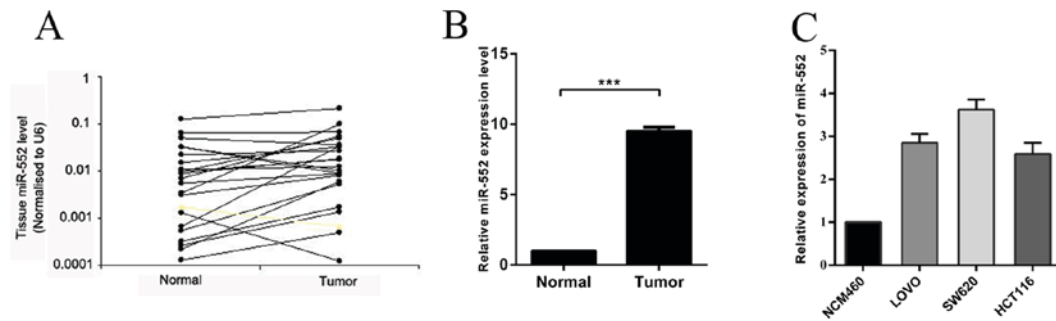 A
Tissue miR-552 level
(Normalised to U6)
1
0.1
0.01
0.001
0.0001
Normal
Tumor
B
Relative miR-552 expression level
15
10
5
0
***
Normal
Tumor
C
Relative expression of miR-552
5
4
3
2
1
0
NCM460
LOVO
SW620
HCT116